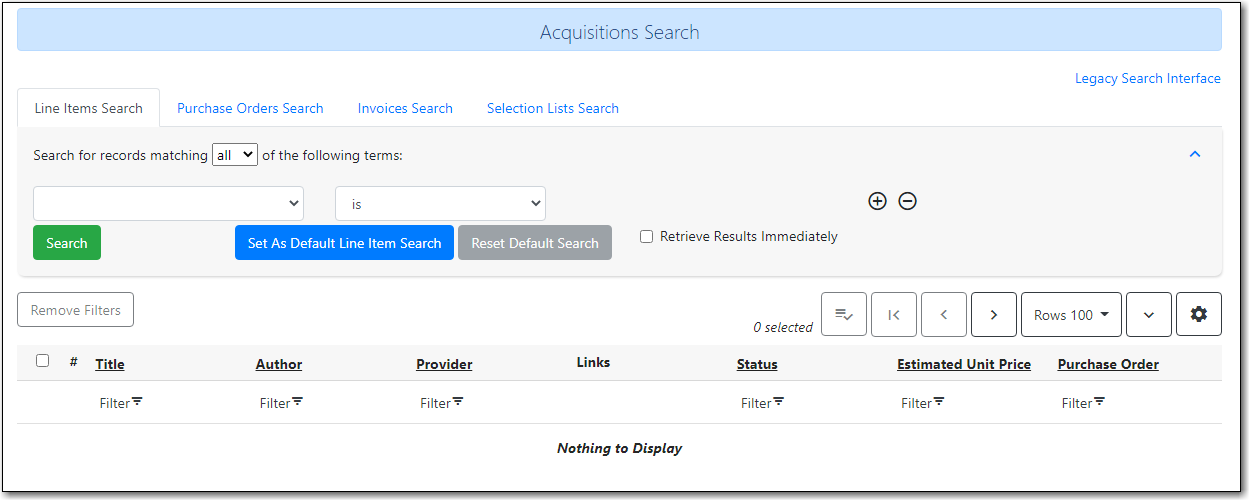 Acquisitions Search
Legacy Search Interface
Line Items Search Purchase Orders Search Invoices Search Selection Lists Search
Search for records matching all of the following terms:
is
Search Set As Default Line Item Search Reset Default Search Retrieve Results Immediately
Remove Filters 0 selected Rows 100
# Title Author Provider Links Status Estimated Unit Price Purchase Order
Filter Filter Filter Filter Filter Filter
Nothing to Display